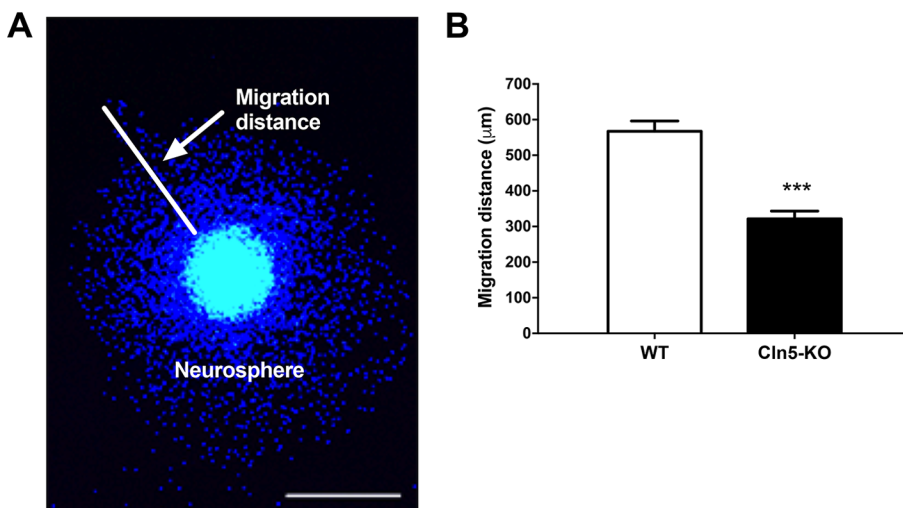 A
Migration
distance
Neurosphere
B
Migration distance (μm)
700
600
500
400
300
200
100
0
***
WT
Cln5-KO